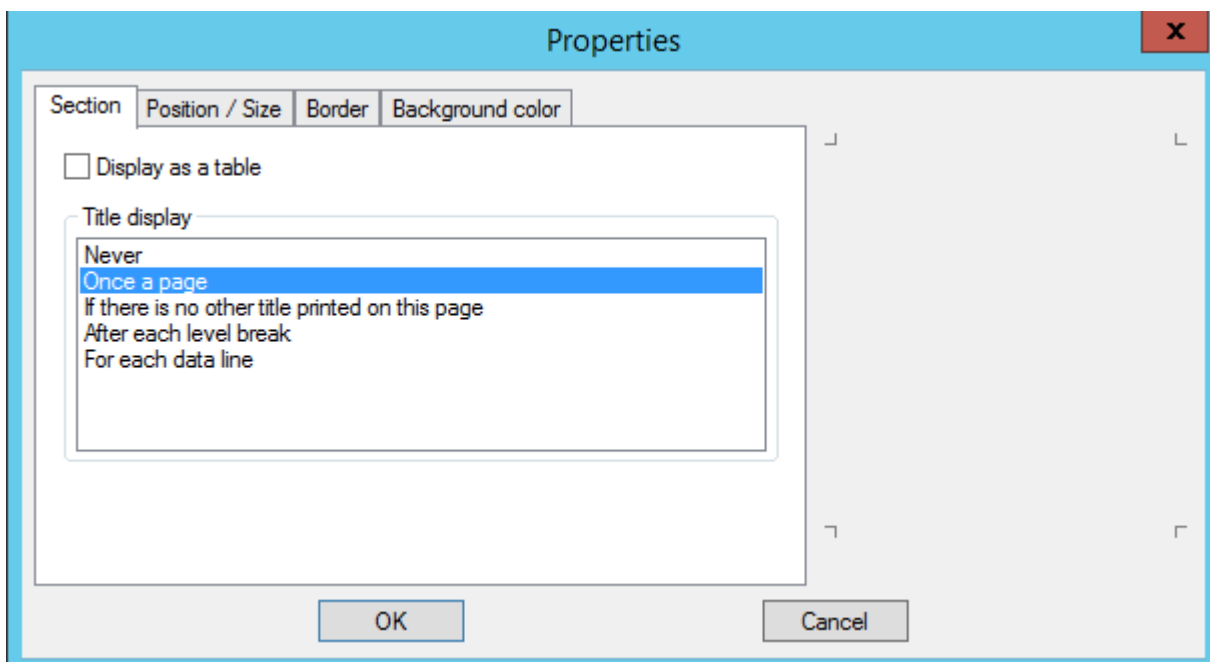 Properties
x
Section Position / Size Border Background color
Display as a table
Title display
Never
Once a page
If there is no other title printed on this page
After each level break
For each data line
OK Cancel